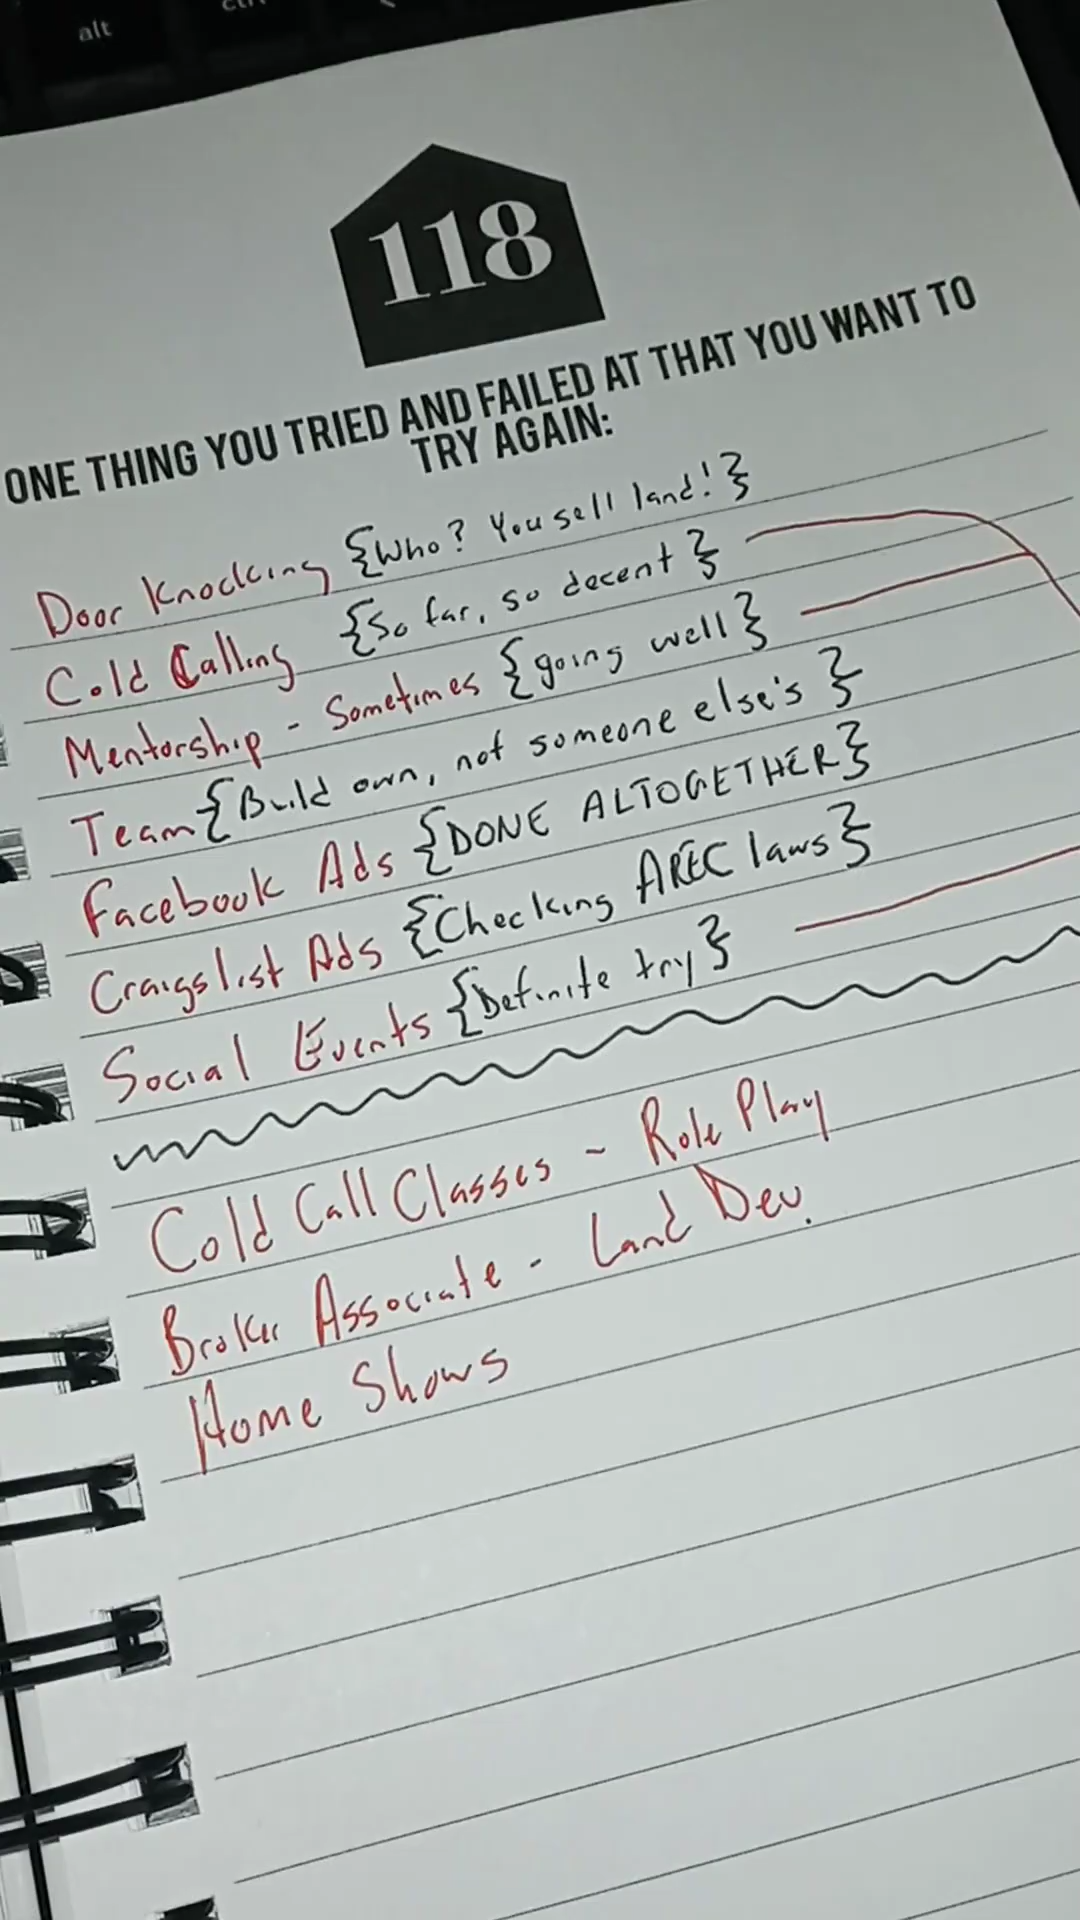 alt
118
ONE THING YOU TRIED AND FAILED AT THAT YOU WANT TO
TRY AGAIN:
Door Knocking {Who? You sell land!}
Cold Calling {So far, so decent}
Mentorship - Sometimes {going well}
Team {Build own, not someone else's}
Facebook Ads {DONE ALTOGETHER}
Craigslist Ads {Checking AREC laws}
Social Events {Definite try}
Cold Call Classes - Role Play
Broker Associate - Land Dev.
Home Shows